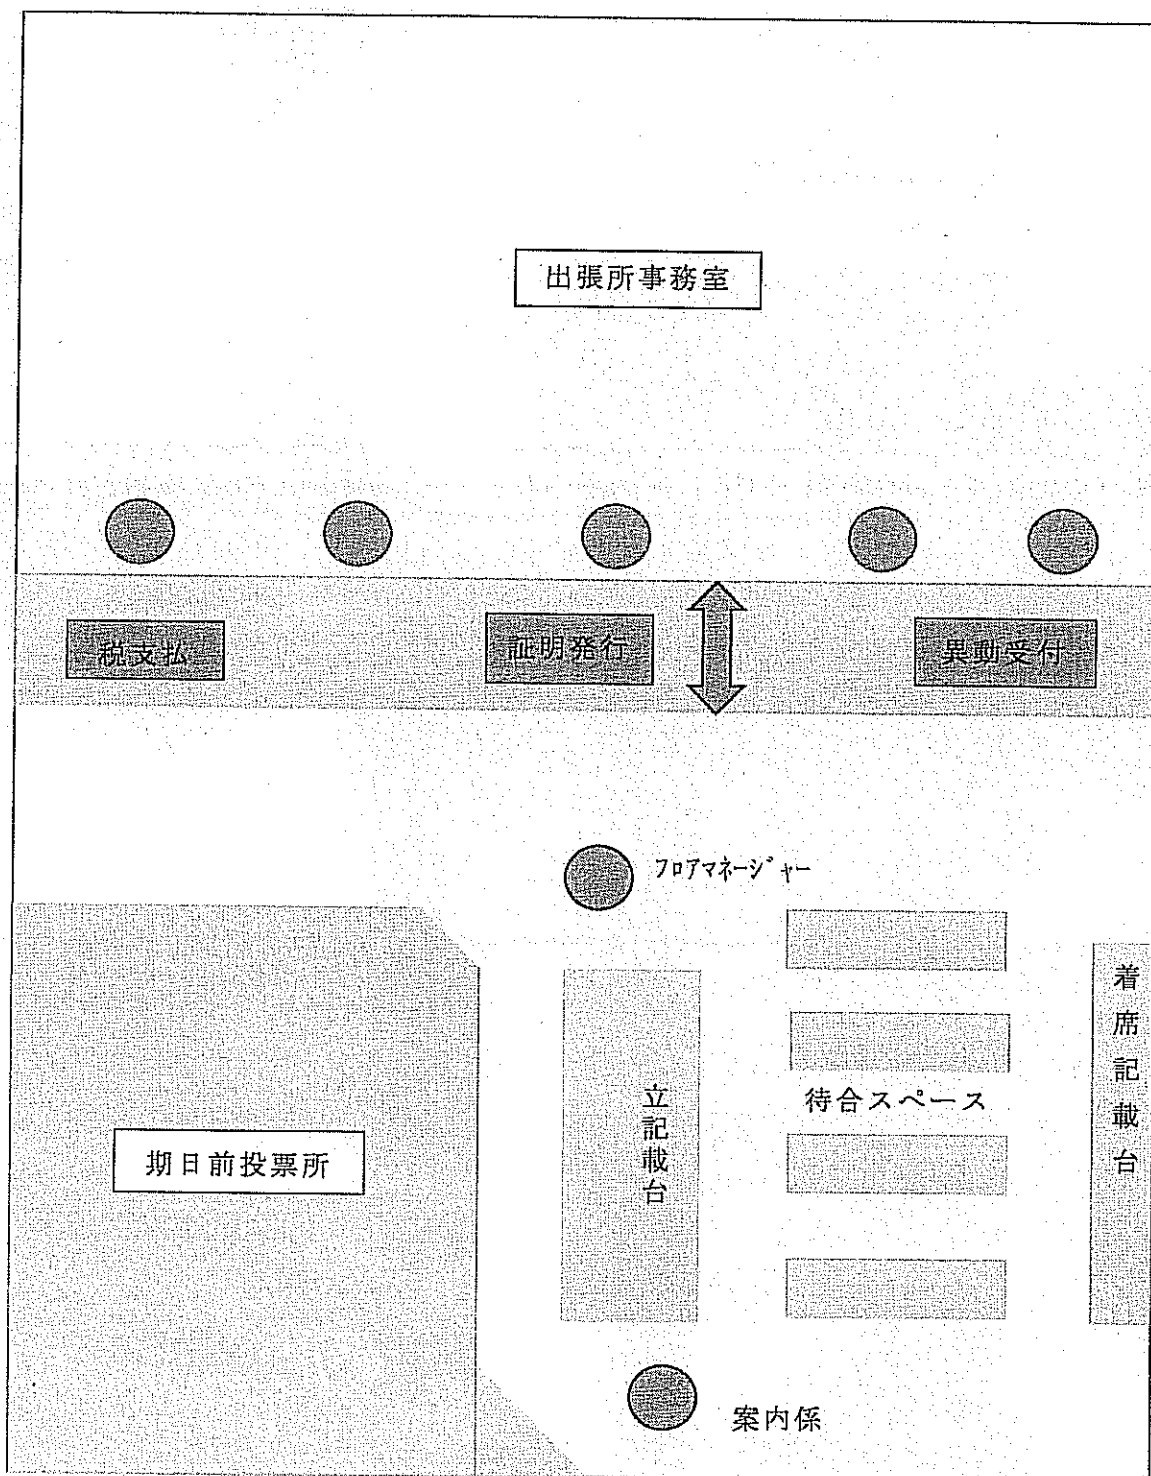 出張所事務室
税支払
証明発行
異動受付
フロアマネージャー
着席記載台
立記載台
待合スペース
期日前投票所
案内係